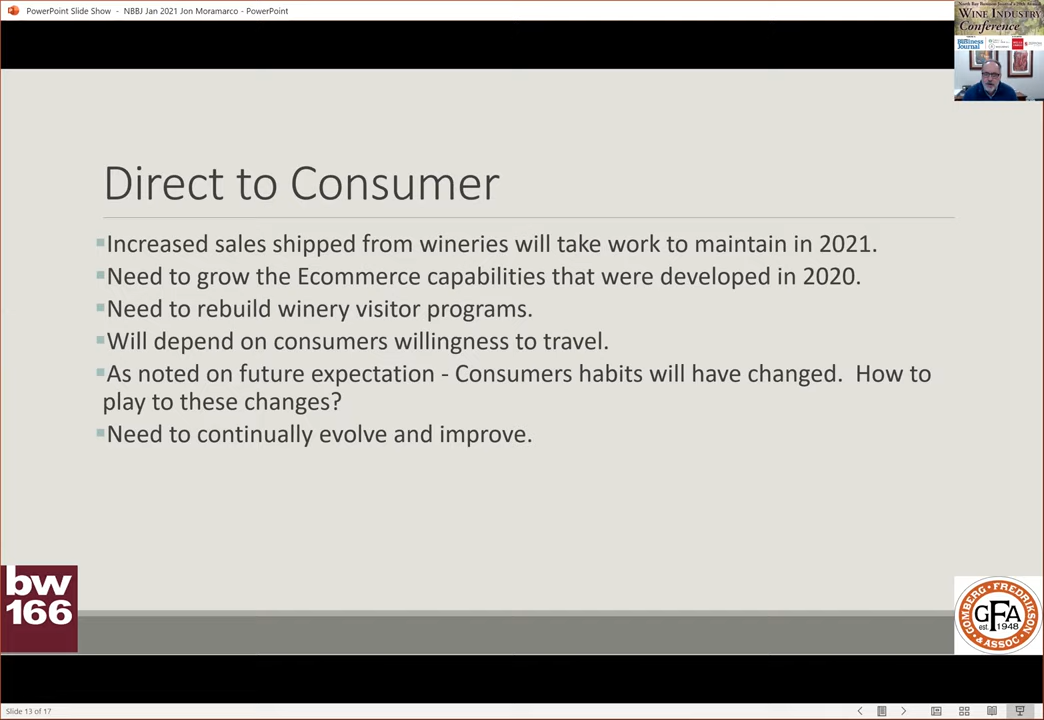 PowerPoint Slide Show - NBBJ Jan 2021 Jon Moramarco - PowerPoint
WINE INDUSTRY
Conference
BUSINESS
JOURNAL
Direct to Consumer
Increased sales shipped from wineries will take work to maintain in 2021.
Need to grow the Ecommerce capabilities that were developed in 2020.
Need to rebuild winery visitor programs.
Will depend on consumers willingness to travel.
As noted on future expectation - Consumers habits will have changed. How to
play to these changes?
Need to continually evolve and improve.
bw
166
GOMBERG · FREDRIKSON
& ASSOC
GFA
est. 1948
Slide 13 of 17